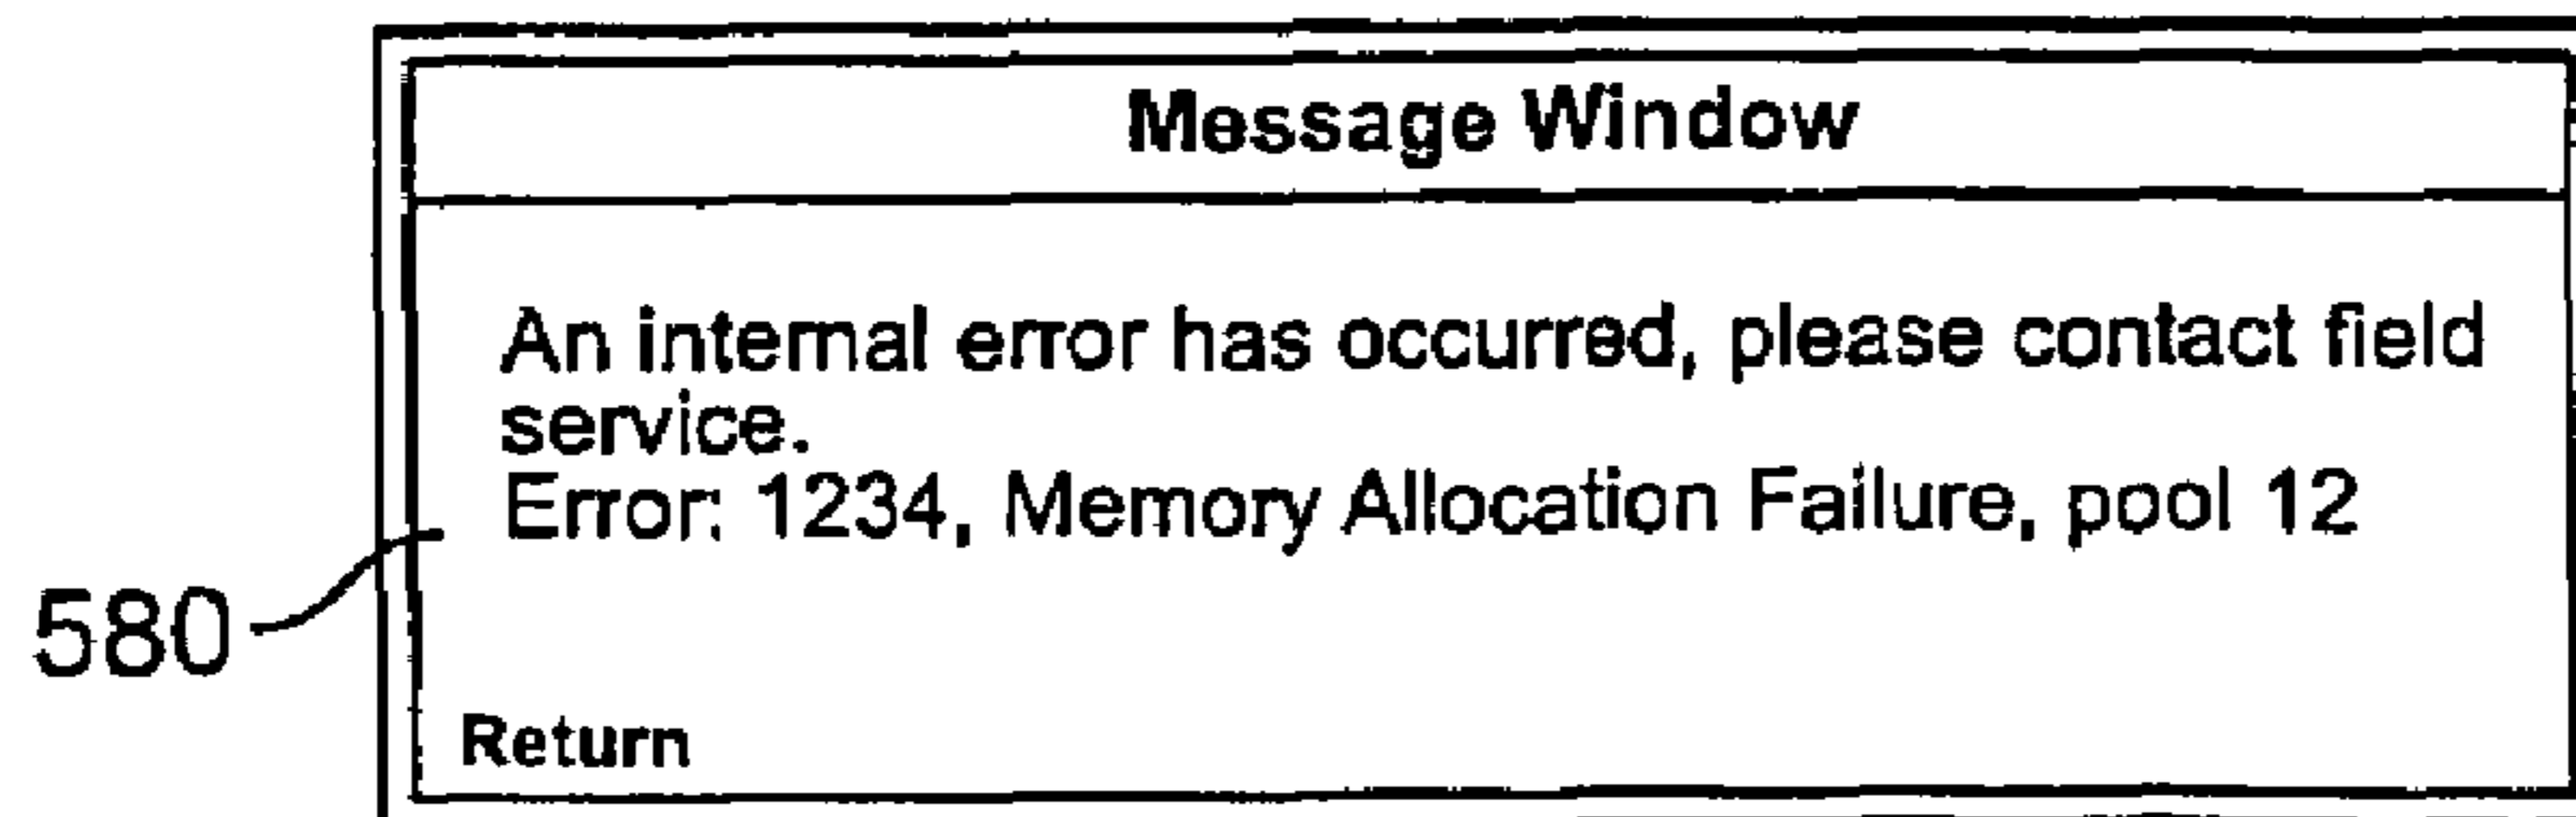 Message Window
An internal error has occurred, please contact field
service.
Error: 1234, Memory Allocation Failure, pool 12
580
Return